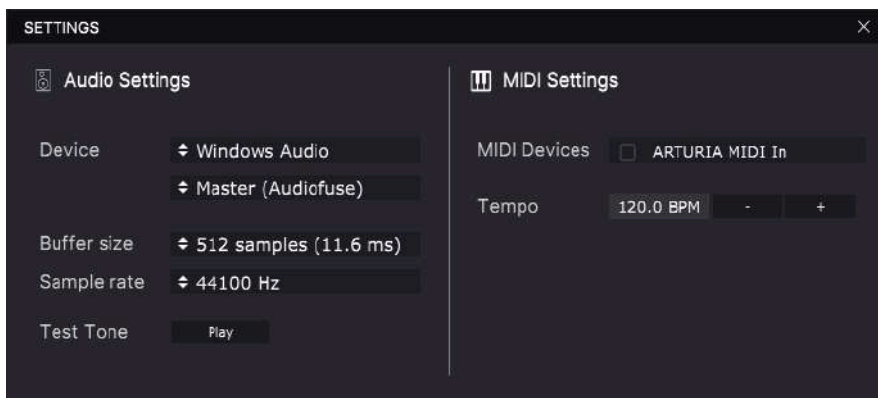 SETTINGS
Audio Settings
Device
Windows Audio
Master (Audiofuse)
Buffer size
512 samples (11.6 ms)
Sample rate
44100 Hz
Test Tone
Play
MIDI Settings
MIDI Devices
ARTURIA MIDI In
Tempo
120.0 BPM - +